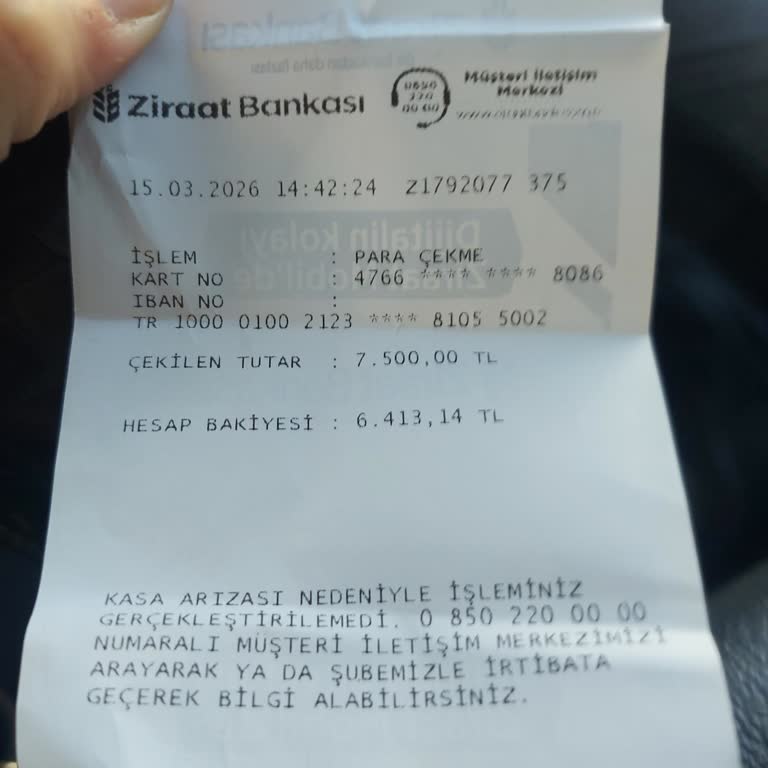 Ziraat Bankası
0850
220
00 00
Müşteri İletişim
Merkezi
15.03.2026 14:42:24 Z1792077 375
İŞLEM : PARA ÇEKME
KART NO : 4766 **** **** 8086
IBAN NO :
TR 1000 0100 2123 **** 8105 5002
ÇEKİLEN TUTAR : 7.500,00 TL
HESAP BAKİYESİ : 6.413,14 TL
KASA ARIZASI NEDENİYLE İŞLEMİNİZ
GERÇEKLEŞTİRİLEMEDİ. 0 850 220 00 00
NUMARALI MÜŞTERİ İLETİŞİM MERKEZİMİZİ
ARAYARAK YA DA ŞUBEMİZLE İRTİBATA
GEÇEREK BİLGİ ALABİLİRSİNİZ.